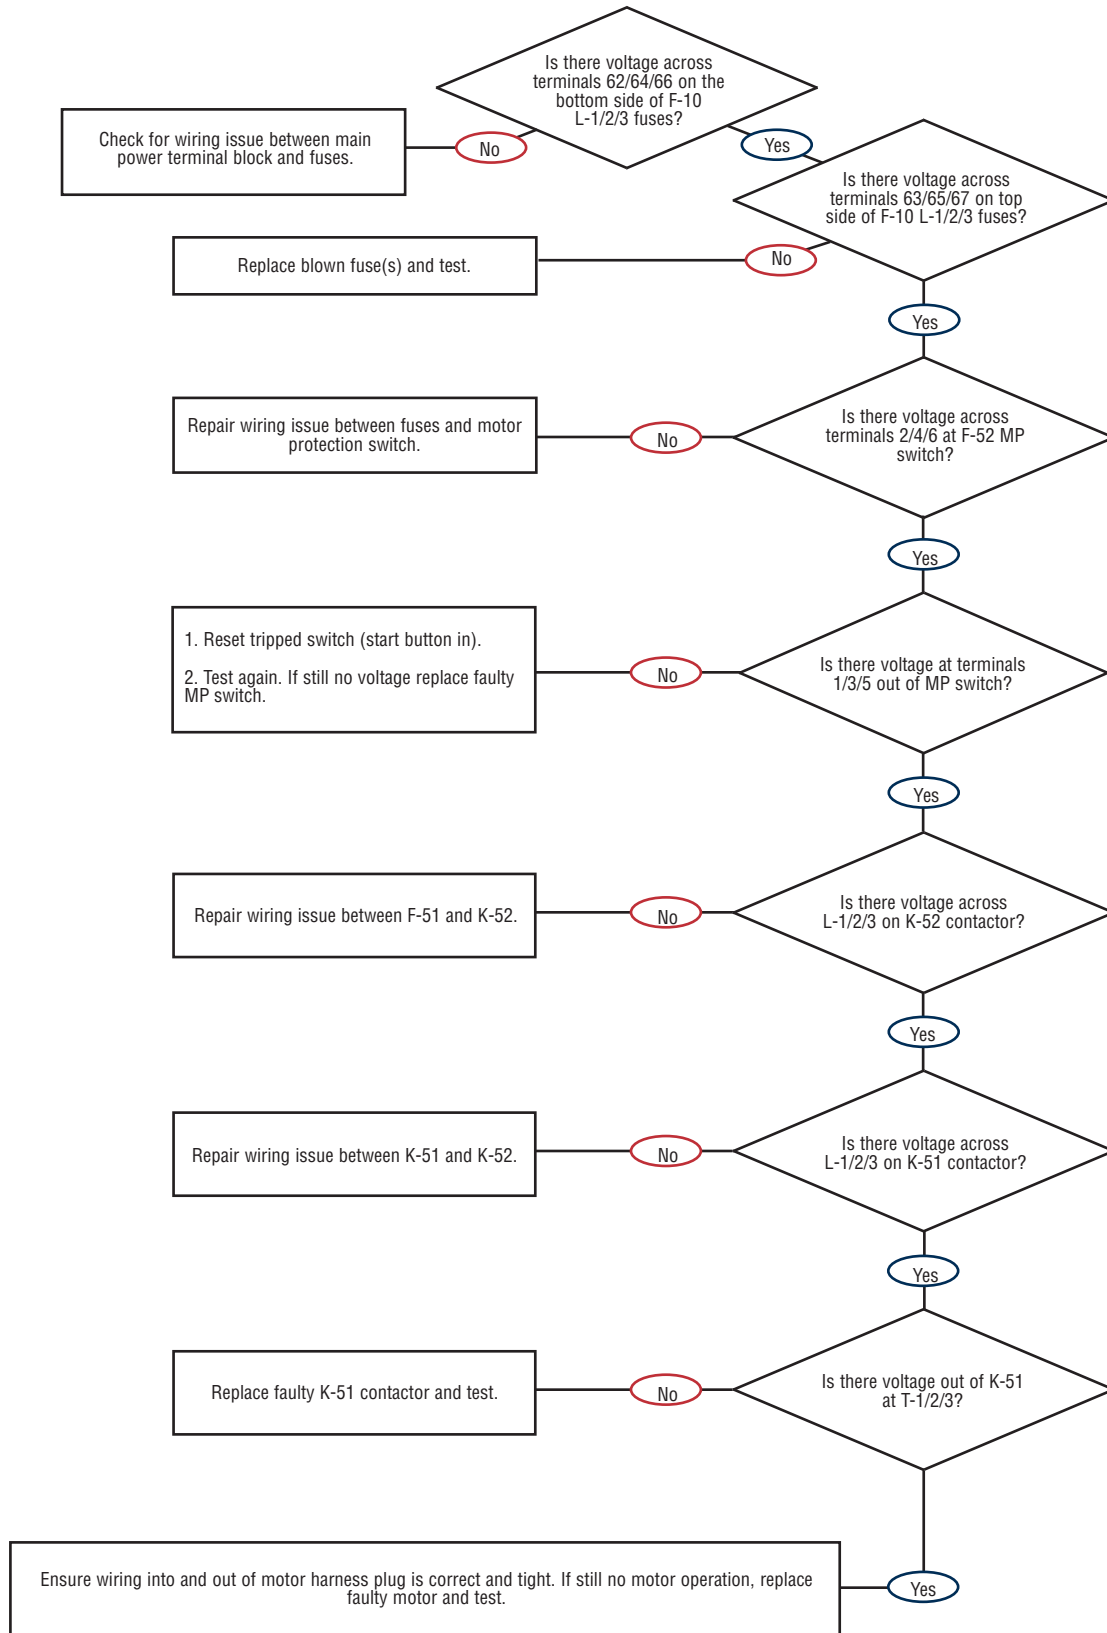 Is there voltage across
terminals 62/64/66 on the
bottom side of F-10
L-1/2/3 fuses?
Check for wiring issue between main
power terminal block and fuses.
No
Yes
Is there voltage across
terminals 63/65/67 on top
side of F-10 L-1/2/3 fuses?
Replace blown fuse(s) and test.
No
Yes
Is there voltage across
terminals 2/4/6 at F-52 MP
switch?
Repair wiring issue between fuses and motor
protection switch.
No
Yes
Is there voltage at terminals
1/3/5 out of MP switch?
1. Reset tripped switch (start button in).
2. Test again. If still no voltage replace faulty
MP switch.
No
Yes
Is there voltage across
L-1/2/3 on K-52 contactor?
Repair wiring issue between F-51 and K-52.
No
Yes
Is there voltage across
L-1/2/3 on K-51 contactor?
Repair wiring issue between K-51 and K-52.
No
Yes
Is there voltage out of K-51
at T-1/2/3?
Replace faulty K-51 contactor and test.
No
Ensure wiring into and out of motor harness plug is correct and tight. If still no motor operation, replace
faulty motor and test.
Yes